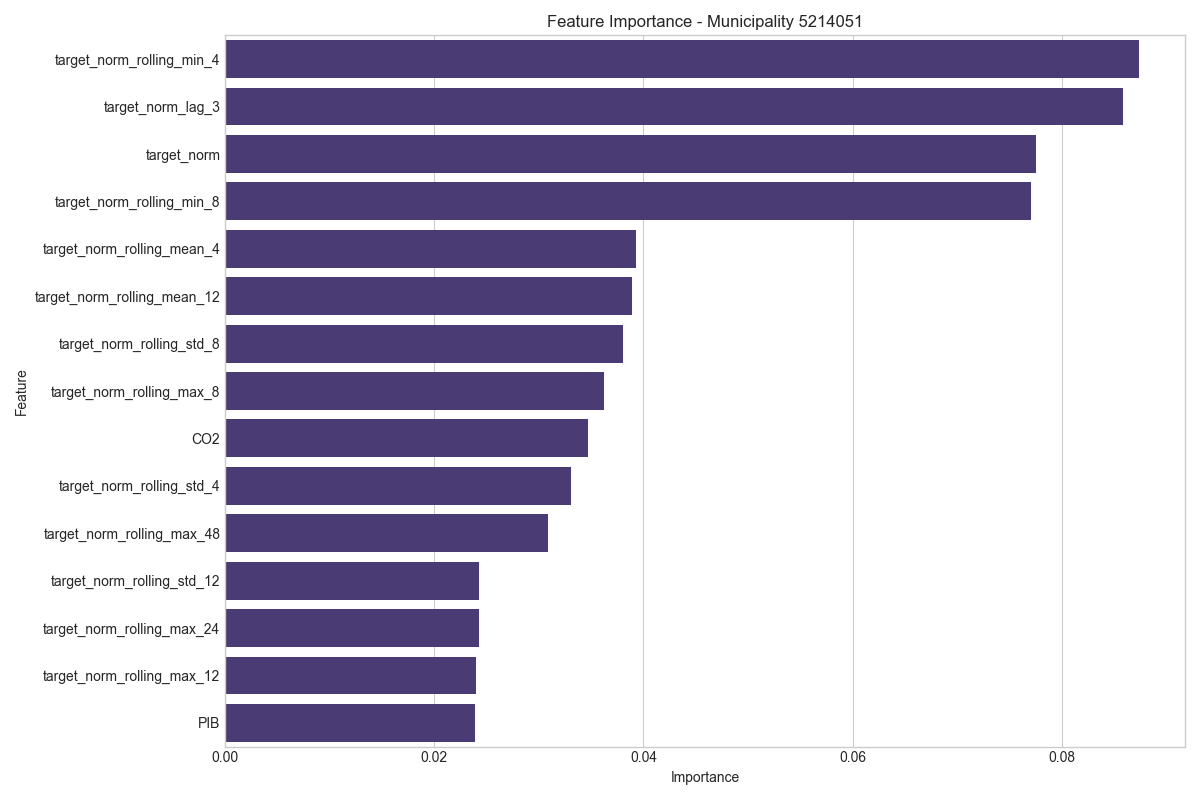 Feature Importance - Municipality 5214051
target_norm_rolling_min_4
target_norm_lag_3
target_norm
target_norm_rolling_min_8
target_norm_rolling_mean_4
target_norm_rolling_mean_12
target_norm_rolling_std_8
target_norm_rolling_max_8
CO2
target_norm_rolling_std_4
target_norm_rolling_max_48
target_norm_rolling_std_12
target_norm_rolling_max_24
target_norm_rolling_max_12
PIB
Feature
0.00 0.02 0.04 0.06 0.08
Importance